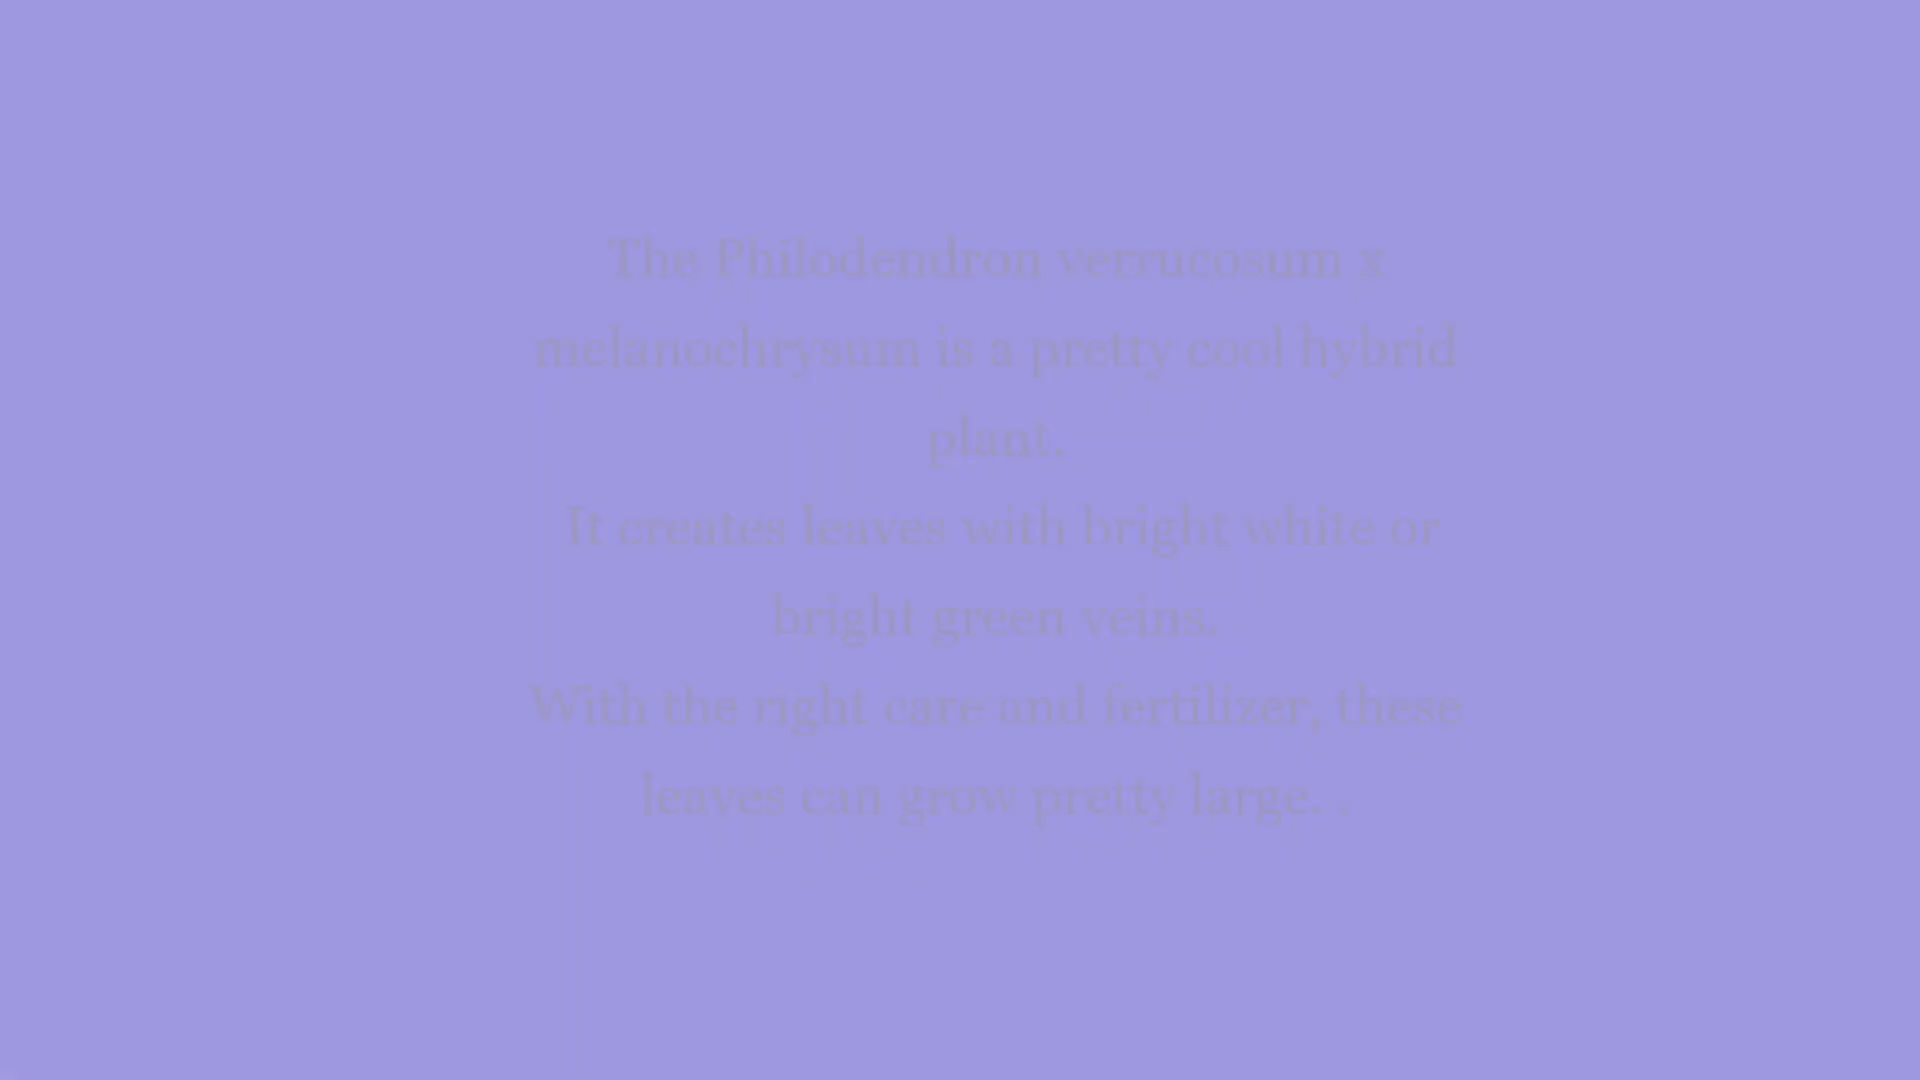 The Philodendron verrucosum x
melanochrysum is a pretty cool hybrid
plant.
It creates leaves with bright white or
bright green veins.
With the right care and fertilizer, these
leaves can grow pretty large. .